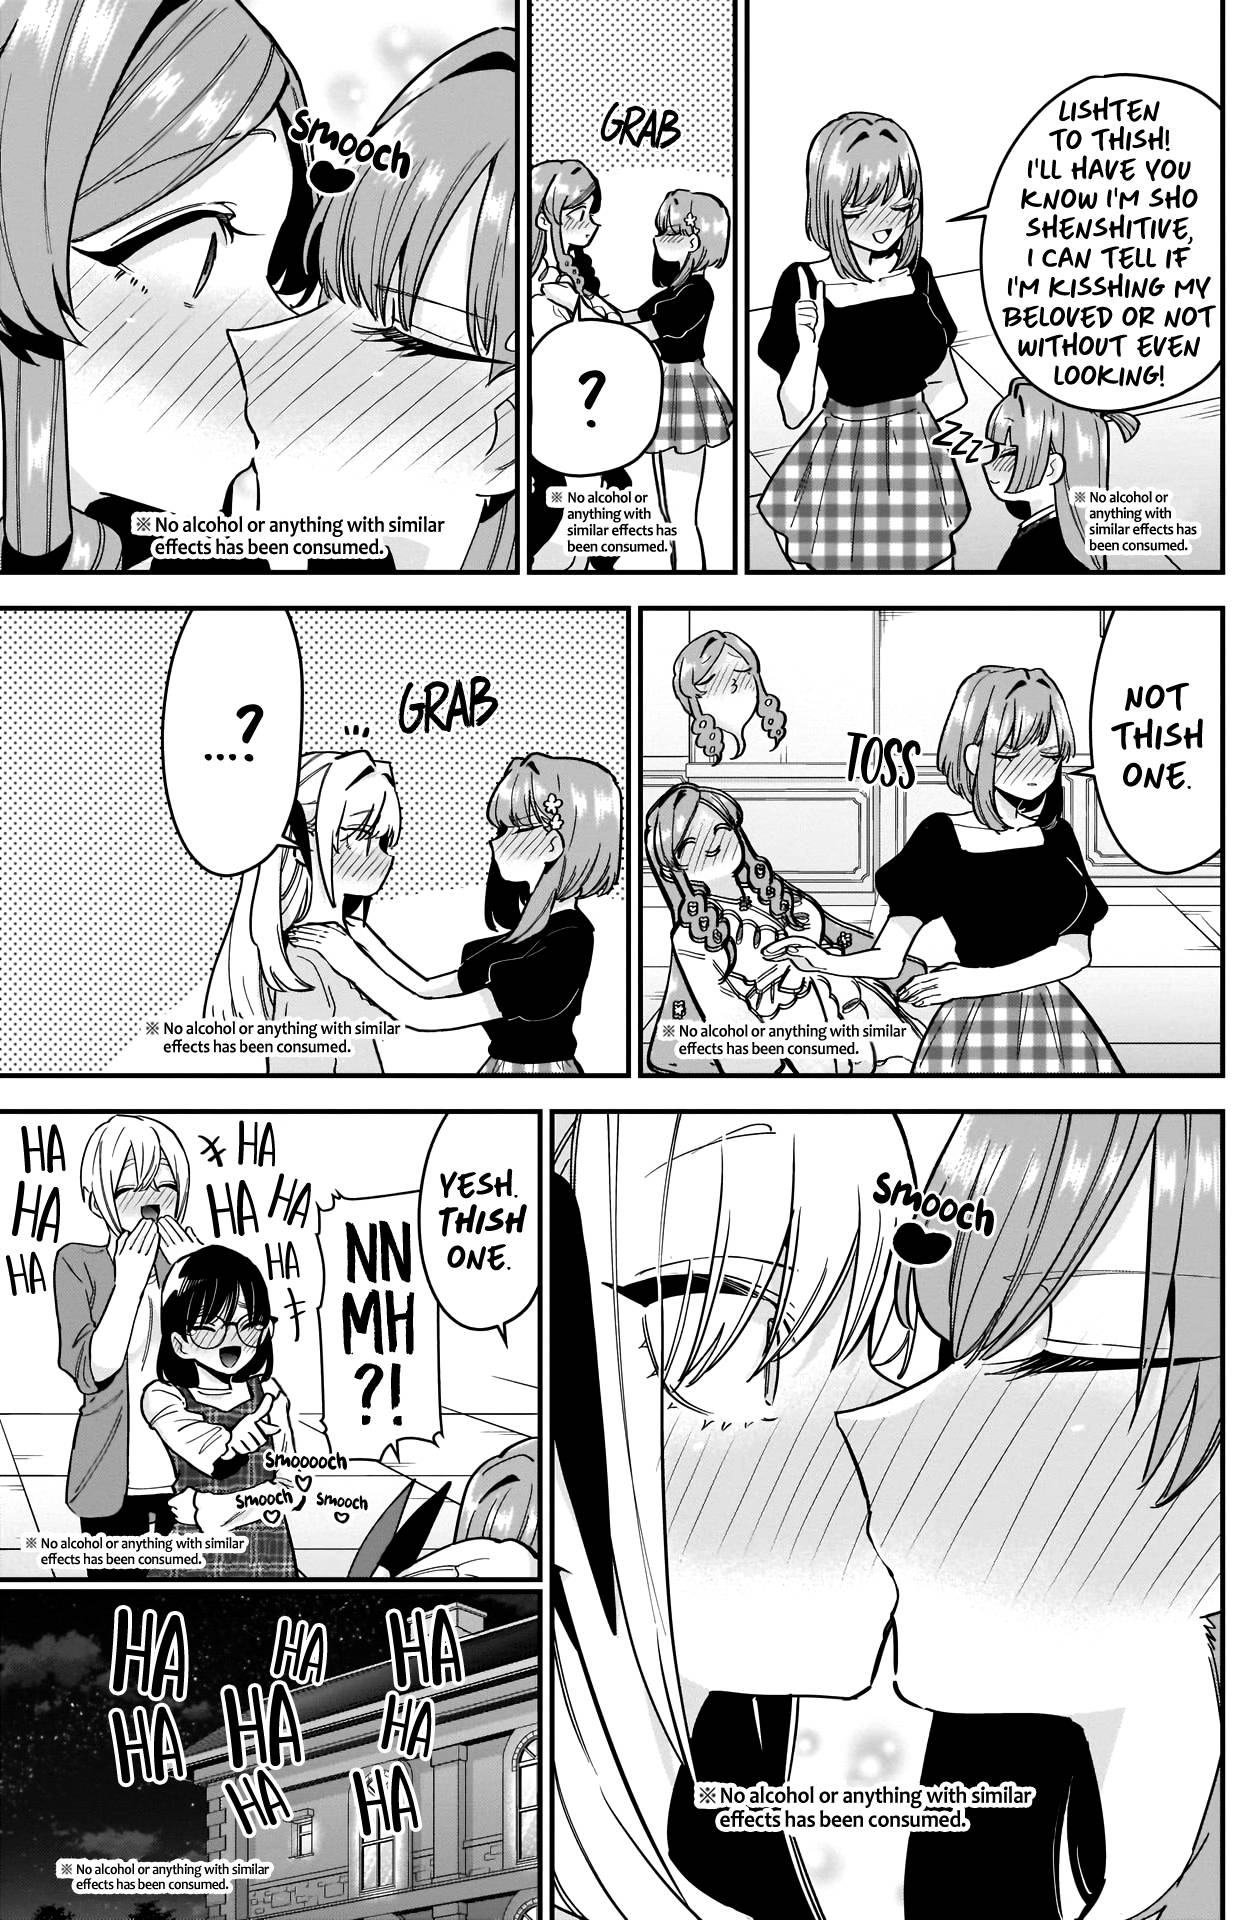 LISHTEN
TO THISH!
I'LL HAVE YOU
KNOW I'M SHO
SHENSHITIVE,
I CAN TELL IF
I'M KISSHING MY
BELOVED OR NOT
WITHOUT EVEN
LOOKING!
ZZZ
※ No alcohol or
anything with
similar effects has
been consumed.
GRAB
?
※ No alcohol or
anything with
similar effects has
been consumed.
smooch
※ No alcohol or anything with similar
effects has been consumed.
NOT
THISH
ONE.
TOSS
※ No alcohol or anything with similar
effects has been consumed.
GRAB
....?
※ No alcohol or anything with similar
effects has been consumed.
smooch
※ No alcohol or anything with similar
effects has been consumed.
YESH.
THISH
ONE.
NN
MH
?!
HA
HA
HA
HA
HA
HA
HA
smooooch
smooch
smooch
※ No alcohol or anything with similar
effects has been consumed.
HA
HA
HA
HA
HA
HA
HA
HA
※ No alcohol or anything with similar
effects has been consumed.